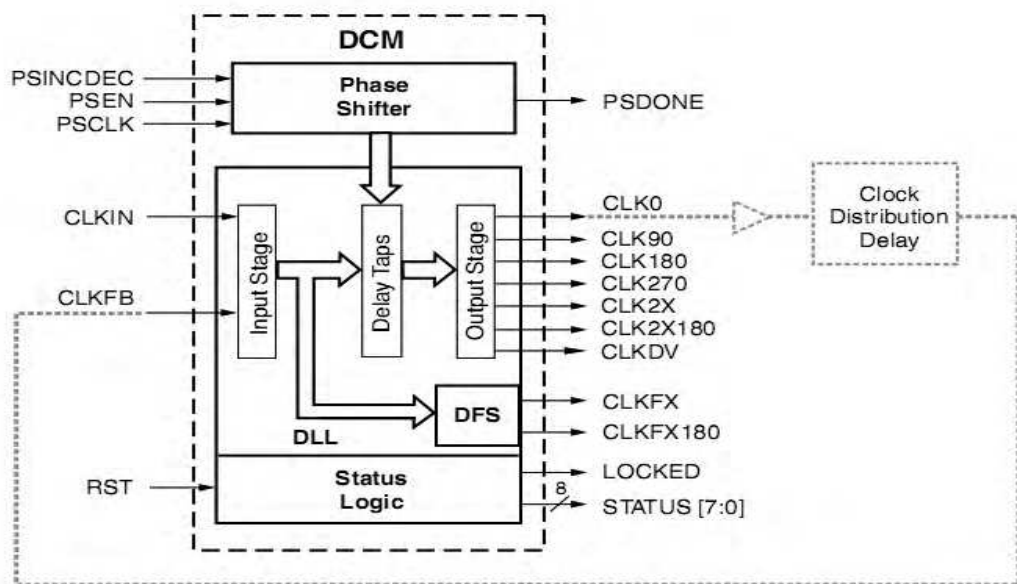 DCM
PSINCDEC
PSEN
PSCLK
Phase
Shifter
PSDONE
CLKIN
CLKFB
Input Stage
Delay Taps
Output Stage
CLK0
CLK90
CLK180
CLK270
CLK2X
CLK2X180
CLKDV
Clock
Distribution
Delay
DFS
DLL
CLKFX
CLKFX180
RST
Status
Logic
LOCKED
8
STATUS [7:0]